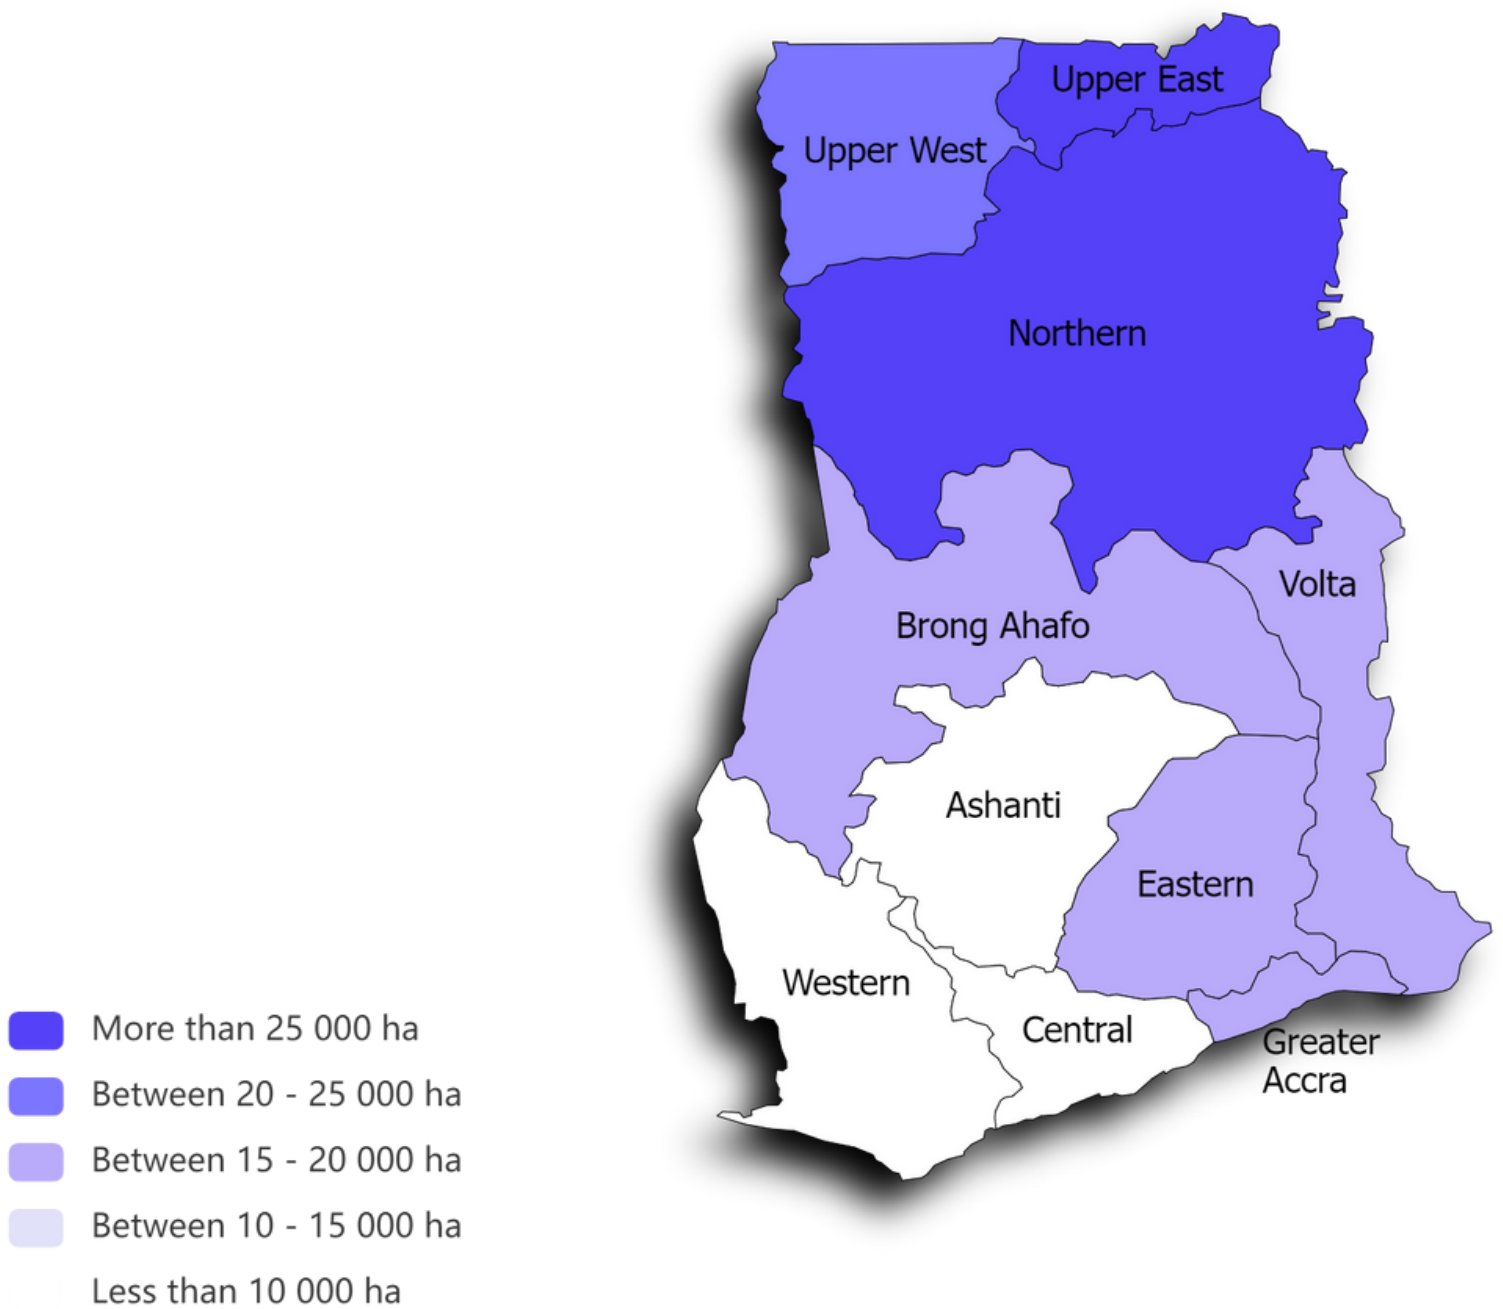 Upper East
Upper West
Northern
Volta
Brong Ahafo
Ashanti
Eastern
Western
Central
Greater
Accra
More than 25 000 ha
Between 20 - 25 000 ha
Between 15 - 20 000 ha
Between 10 - 15 000 ha
Less than 10 000 ha